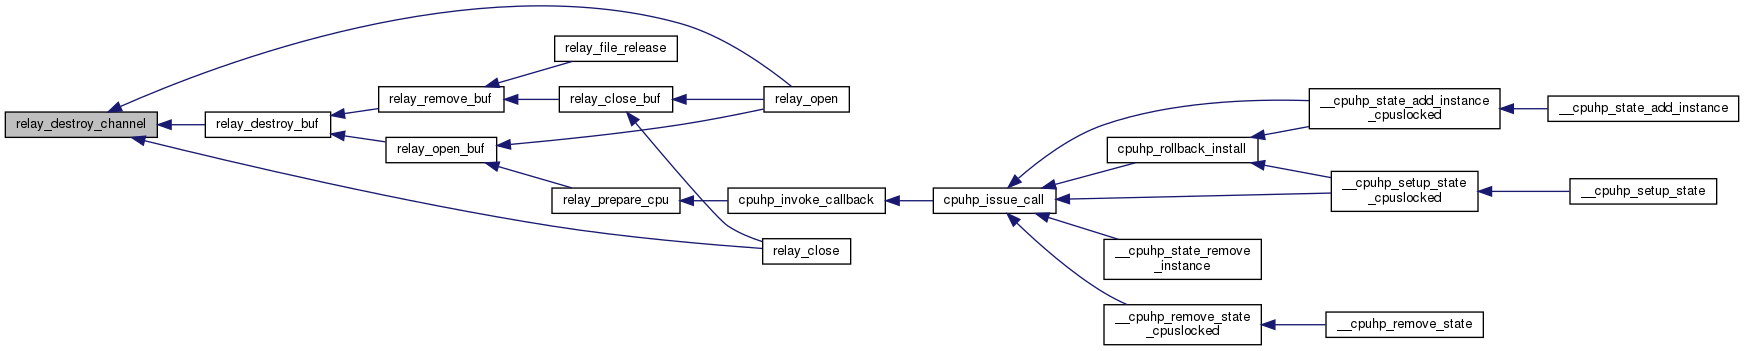 relay_destroy_channel
relay_destroy_buf
relay_remove_buf
relay_open_buf
relay_file_release
relay_close_buf
relay_prepare_cpu
relay_open
relay_close
cpuhp_invoke_callback
cpuhp_issue_call
cpuhp_rollback_install
__cpuhp_state_remove
_instance
__cpuhp_remove_state
_cpuslocked
__cpuhp_state_add_instance
_cpuslocked
__cpuhp_setup_state
_cpuslocked
__cpuhp_remove_state
__cpuhp_state_add_instance
__cpuhp_setup_state